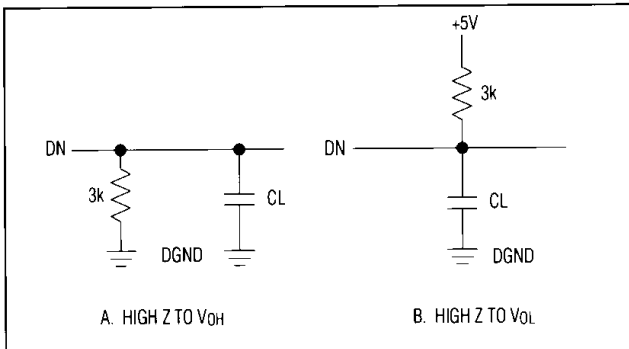 +5V
3k
DN
3k
CL
DGND
A. HIGH Z TO VOH
DN
CL
DGND
B. HIGH Z TO VOL